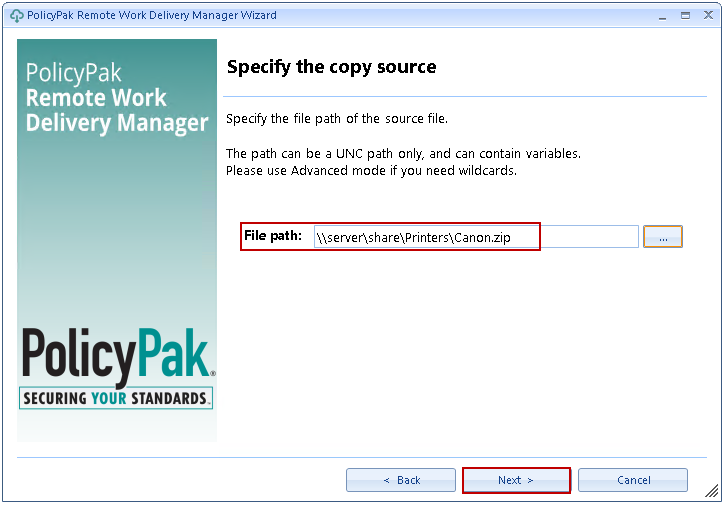 PolicyPak Remote Work Delivery Manager Wizard
PolicyPak
Remote Work
Delivery Manager
Specify the copy source
Specify the file path of the source file.
The path can be a UNC path only, and can contain variables.
Please use Advanced mode if you need wildcards.
File path: \\server\share\Printers\Canon.zip ...
PolicyPak®
SECURING YOUR STANDARDS™
< Back Next > Cancel